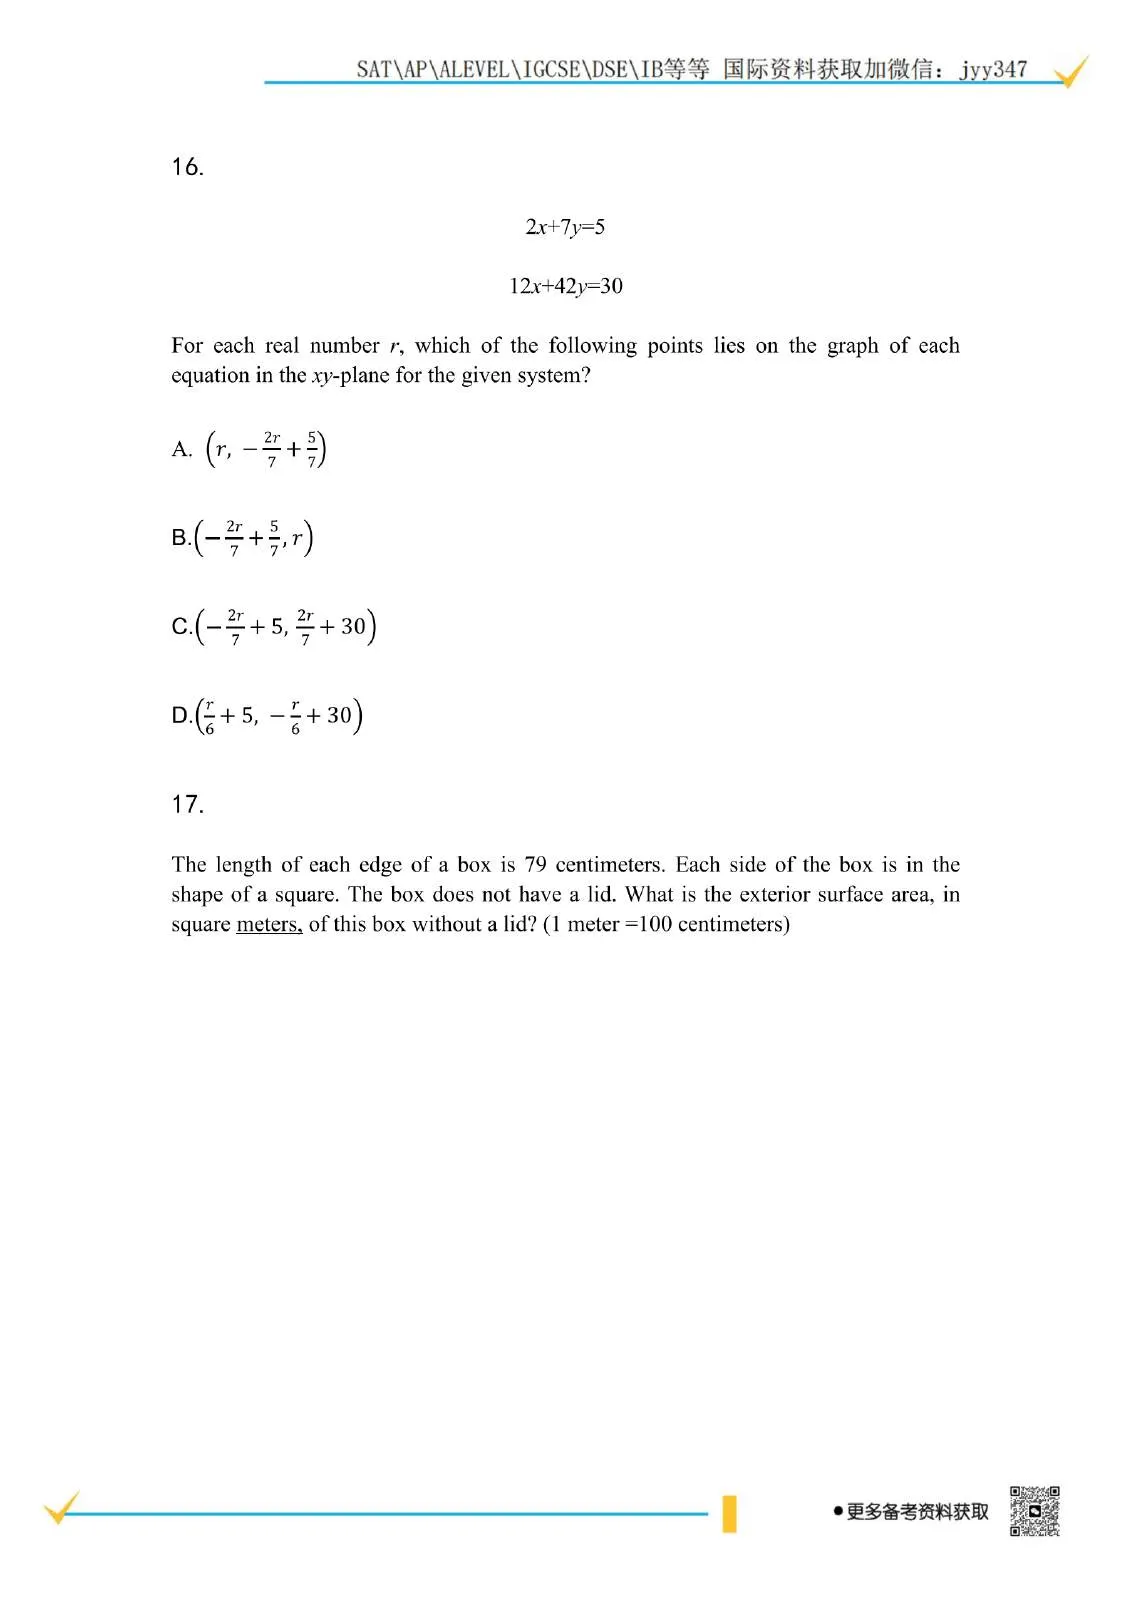 SAT\AP\ALEVEL\IGCSE\DSE\IB等等 国际资料获取加微信：jyy347
16.
2x+7y=5
12x+42y=30
For each real number r, which of the following points lies on the graph of each
equation in the xy-plane for the given system?
A. (r, −2r/7 + 5/7)
B.(−2r/7 + 5/7, r)
C.(−2r/7 + 5, 2r/7 + 30)
D.(r/6 + 5, −r/6 + 30)
17.
The length of each edge of a box is 79 centimeters. Each side of the box is in the
shape of a square. The box does not have a lid. What is the exterior surface area, in
square meters, of this box without a lid? (1 meter =100 centimeters)
●更多备考资料获取